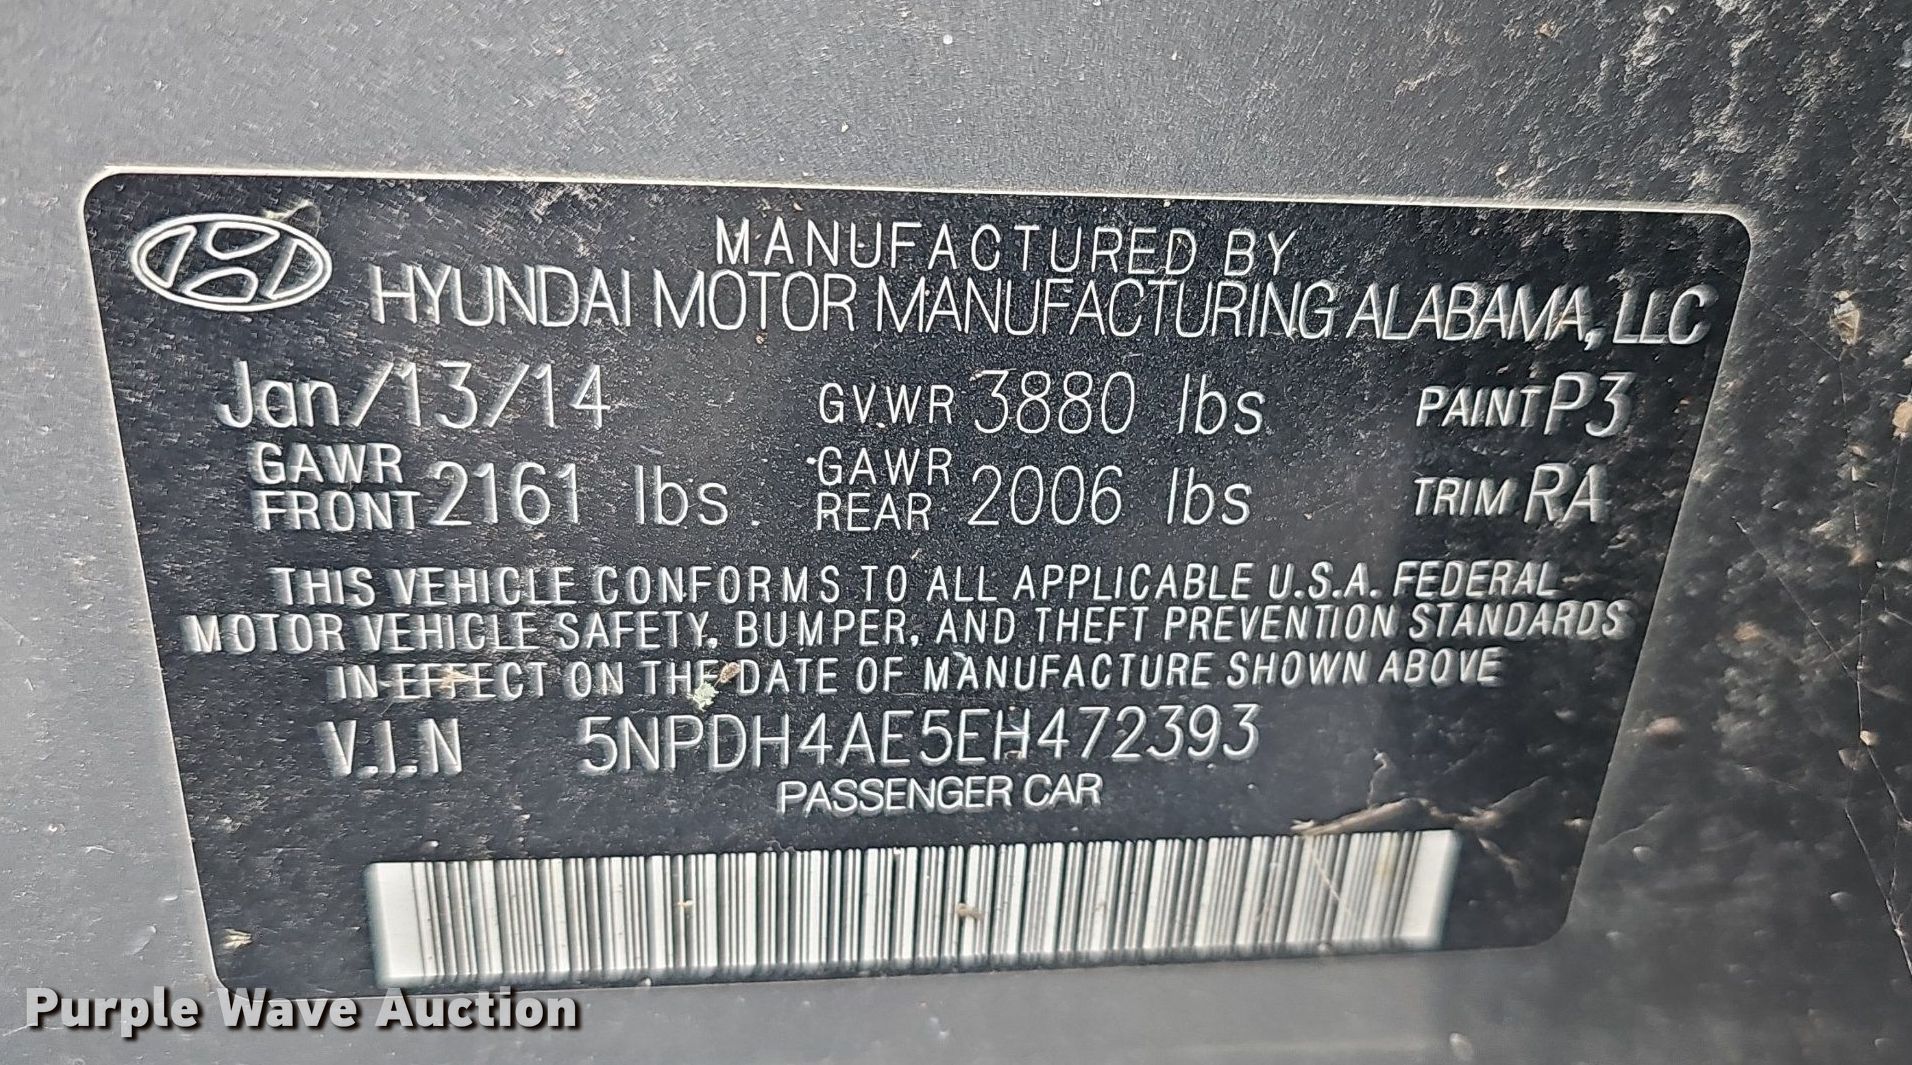 MANUFACTURED BY
HYUNDAI MOTOR MANUFACTURING ALABAMA, LLC
Jan/13/14 GVWR 3880 lbs PAINT P3
GAWR FRONT 2161 lbs GAWR REAR 2006 lbs TRIM RA
THIS VEHICLE CONFORMS TO ALL APPLICABLE U.S.A. FEDERAL
MOTOR VEHICLE SAFETY, BUMPER, AND THEFT PREVENTION STANDARDS
IN EFFECT ON THE DATE OF MANUFACTURE SHOWN ABOVE
V.I.N 5NPDH4AE5EH472393
PASSENGER CAR
Purple Wave Auction